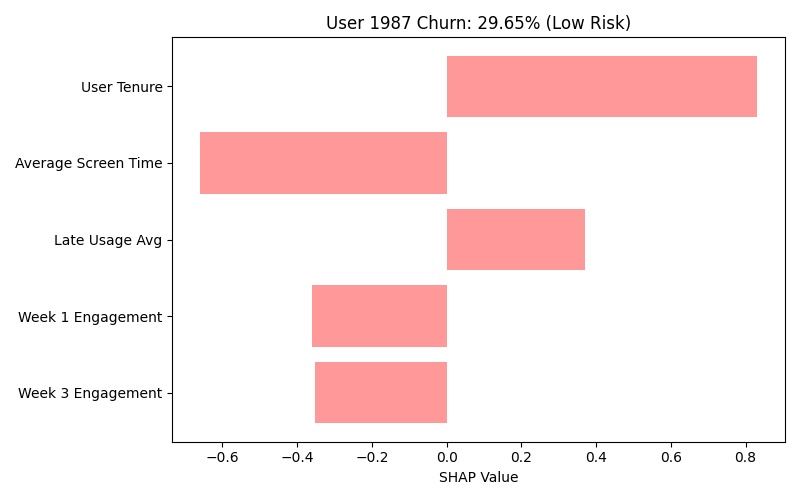 User 1987 Churn: 29.65% (Low Risk)
User Tenure
Average Screen Time
Late Usage Avg
Week 1 Engagement
Week 3 Engagement
−0.6 −0.4 −0.2 0.0 0.2 0.4 0.6 0.8
SHAP Value